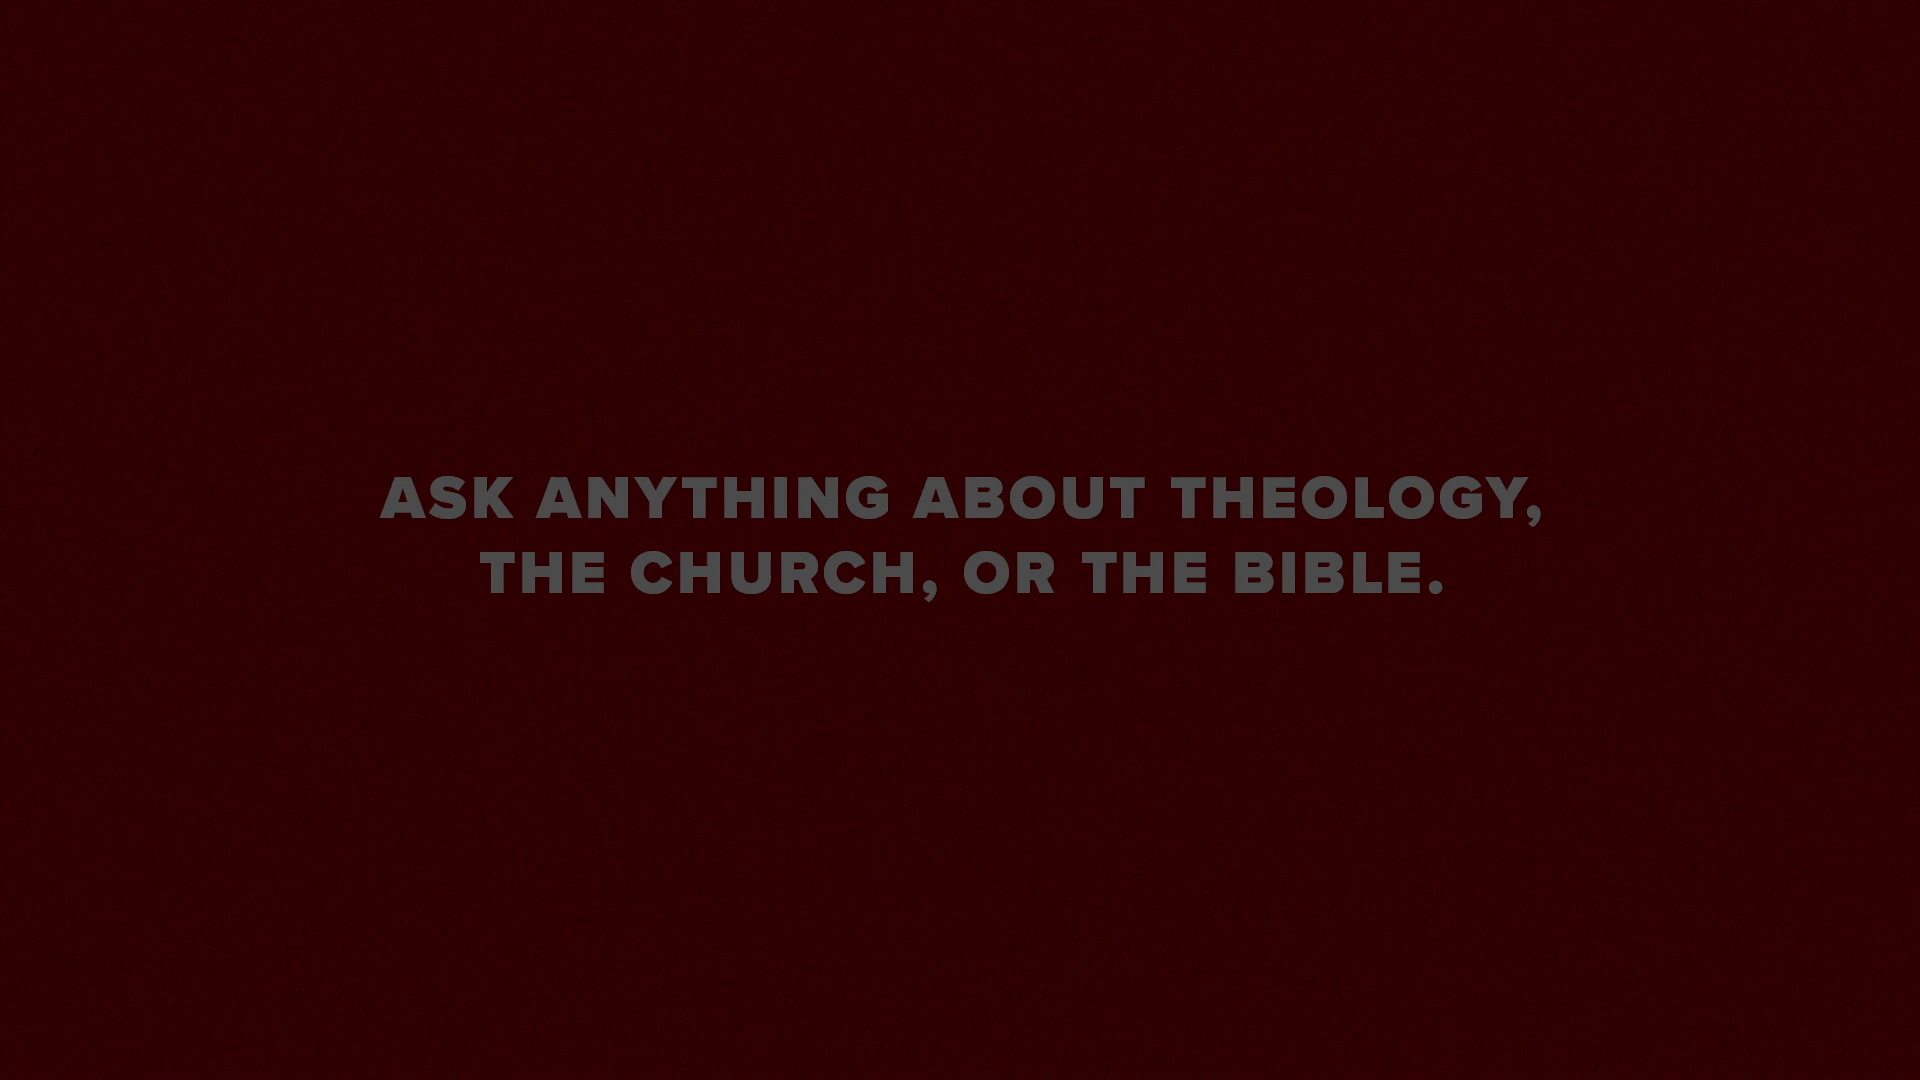 ASK ANYTHING ABOUT THEOLOGY,
THE CHURCH, OR THE BIBLE.